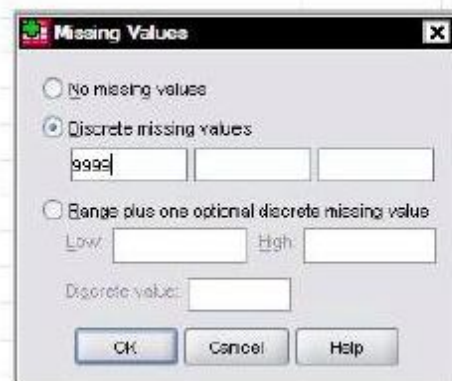 Missing Values
No missing values
Discrete missing values
9999
Range plus one optional discrete missing value
Low: High:
Discrete value:
OK Cancel Help